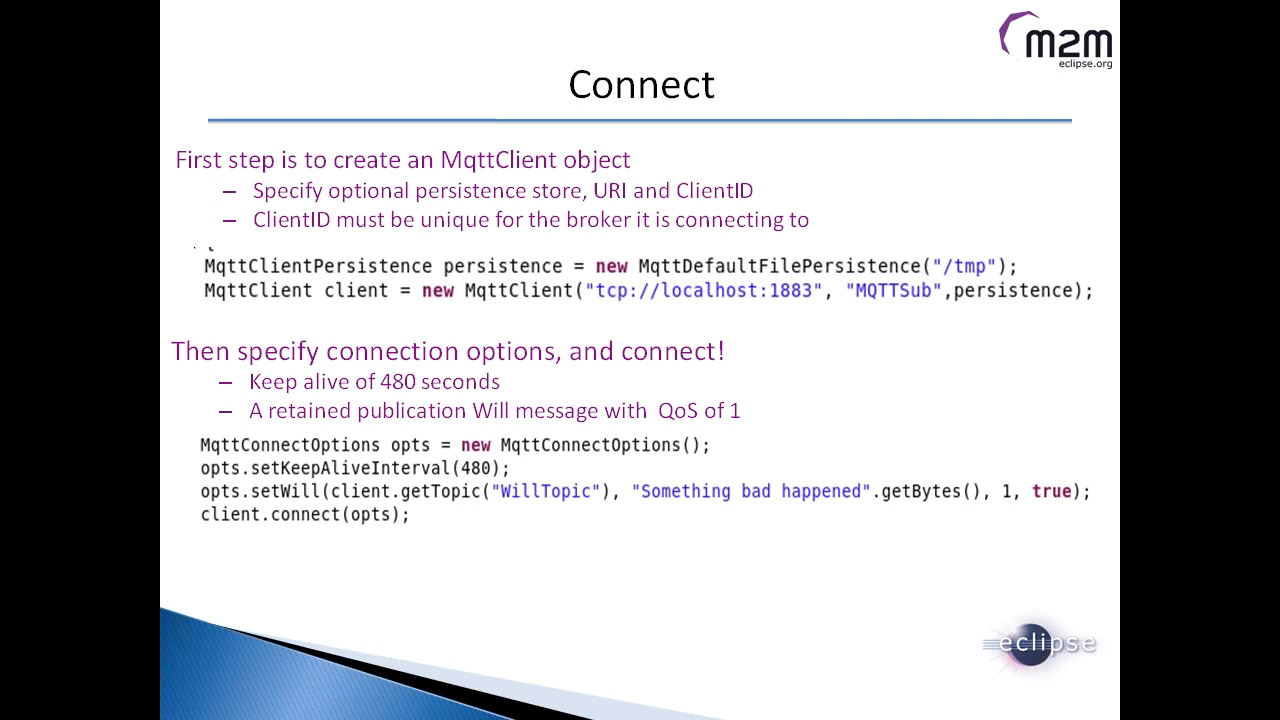 m2m
eclipse.org
Connect
First step is to create an MqttClient object
– Specify optional persistence store, URI and ClientID
– ClientID must be unique for the broker it is connecting to
MqttClientPersistence persistence = new MqttDefaultFilePersistence("/tmp");
MqttClient client = new MqttClient("tcp://localhost:1883", "MQTTSub",persistence);
Then specify connection options, and connect!
– Keep alive of 480 seconds
– A retained publication Will message with QoS of 1
MqttConnectOptions opts = new MqttConnectOptions();
opts.setKeepAliveInterval(480);
opts.setWill(client.getTopic("WillTopic"), "Something bad happened".getBytes(), 1, true);
client.connect(opts);
eclipse